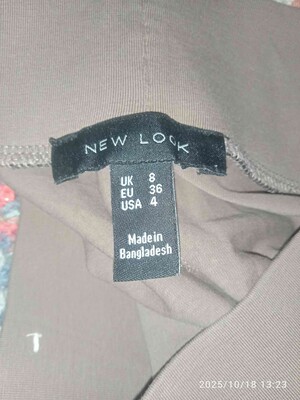 NEW LOOK
UK 8
EU 36
USA 4
Made in
Bangladesh
T
2025/10/18 13:23